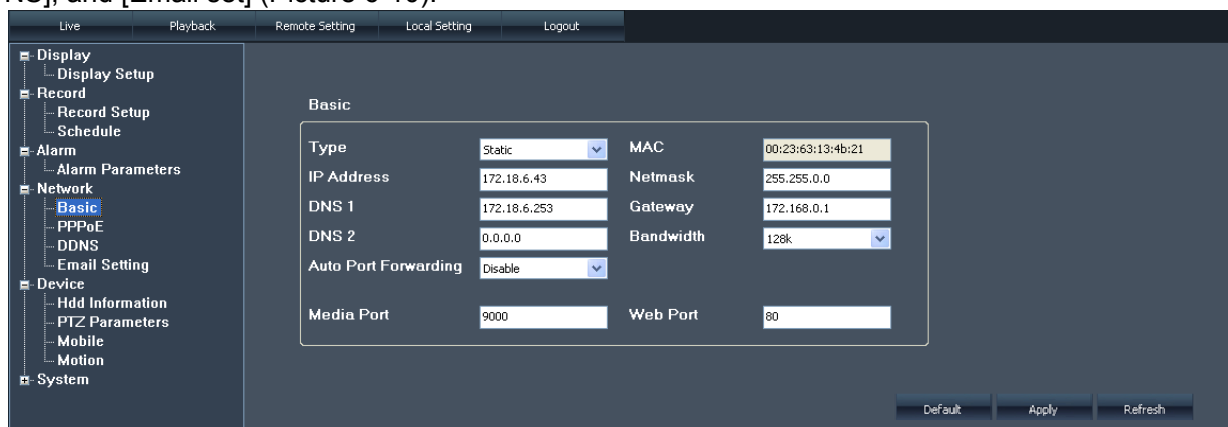 NS], and [Email set] (Picture 6-10).
Live Playback Remote Setting Local Setting Logout
Display
Display Setup
Record
Record Setup
Schedule
Alarm
Alarm Parameters
Network
Basic
PPPoE
DDNS
Email Setting
Device
Hdd Information
PTZ Parameters
Mobile
Motion
System
Basic
Type Static MAC 00:23:63:13:4b:21
IP Address 172.18.6.43 Netmask 255.255.0.0
DNS 1 172.18.6.253 Gateway 172.168.0.1
DNS 2 0.0.0.0 Bandwidth 128k
Auto Port Forwarding Disable
Media Port 9000 Web Port 80
Default Apply Refresh